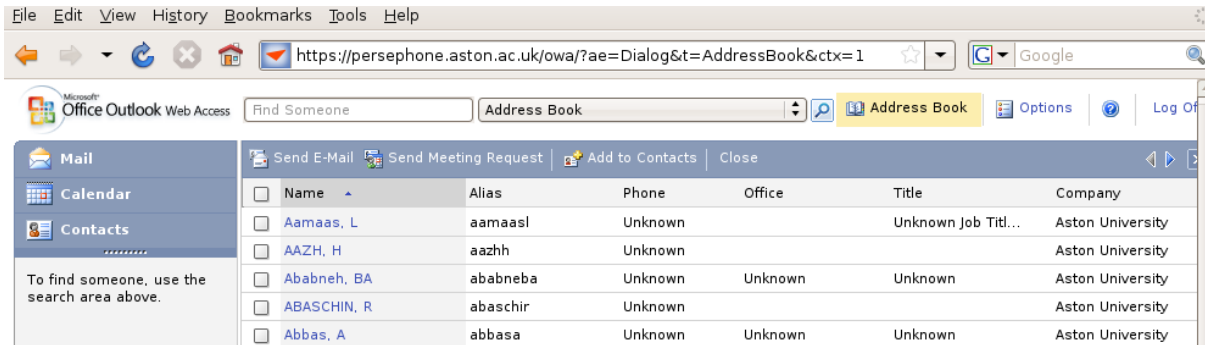 File Edit View History Bookmarks Tools Help
https://persephone.aston.ac.uk/owa/?ae=Dialog&t=AddressBook&ctx=1 G Google
Microsoft® Office Outlook Web Access Find Someone Address Book Address Book Options Log Of
Mail Send E-Mail Send Meeting Request Add to Contacts Close
Calendar Name Alias Phone Office Title Company
Contacts Aamaas, L aamaasl Unknown Unknown Job Titl... Aston University
AAZH, H aazhh Unknown Aston University
To find someone, use the Ababneh, BA ababneba Unknown Unknown Unknown Aston University
search area above. ABASCHIN, R abaschir Unknown Aston University
Abbas, A abbasa Unknown Unknown Unknown Aston University